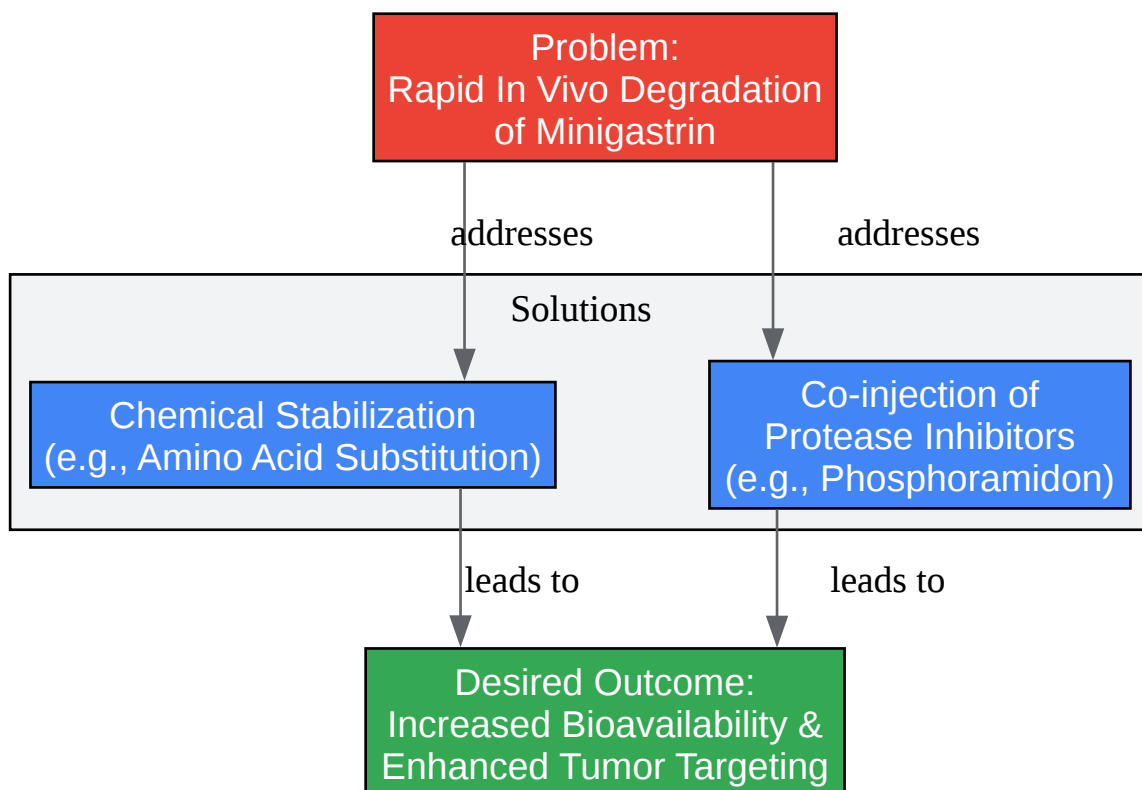 Problem:
Rapid In Vivo Degradation
of Minigastrin
addresses
addresses
Solutions
Chemical Stabilization
(e.g., Amino Acid Substitution)
Co-injection of
Protease Inhibitors
(e.g., Phosphoramidon)
leads to
leads to
Desired Outcome:
Increased Bioavailability &
Enhanced Tumor Targeting